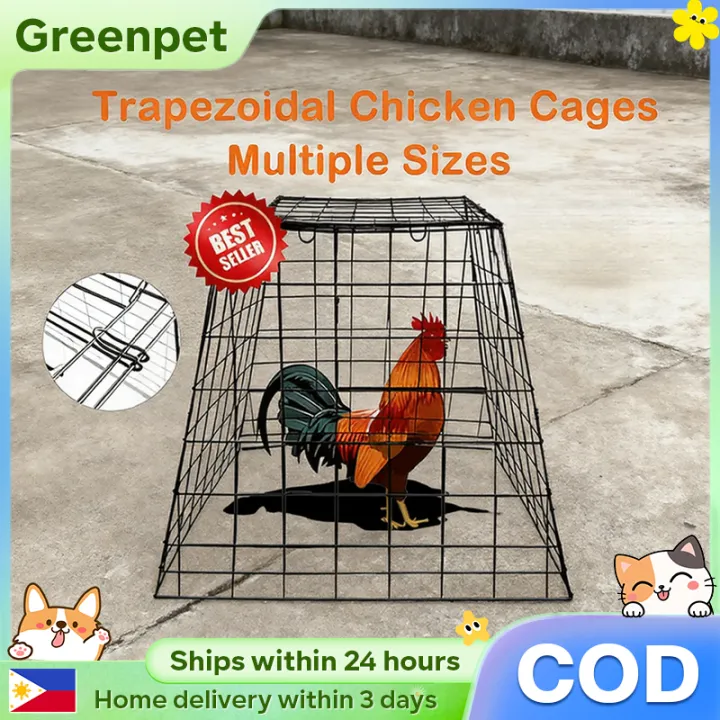 Greenpet
Trapezoidal Chicken Cages
Multiple Sizes
BEST
SELLER
Ships within 24 hours
Home delivery within 3 days
COD